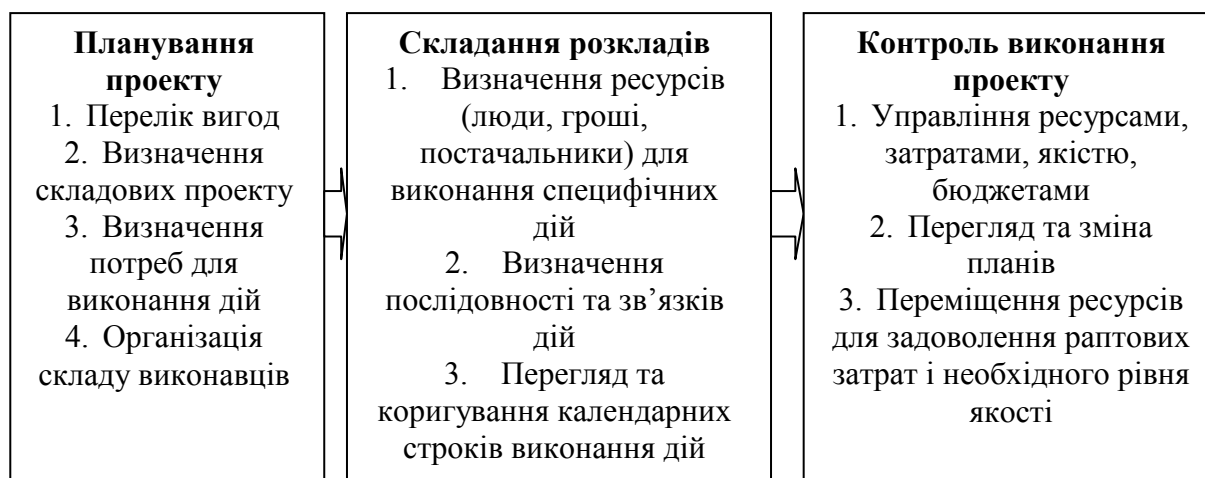 Планування
проекту
1. Перелік вигод
2. Визначення
складових проекту
3. Визначення
потреб для
виконання дій
4. Організація
складу виконавців
Складання розкладів
1. Визначення ресурсів
(люди, гроші,
постачальники) для
виконання специфічних
дій
2. Визначення
послідовності та зв’язків
дій
3. Перегляд та
коригування календарних
строків виконання дій
Контроль виконання
проекту
1. Управління ресурсами,
затратами, якістю,
бюджетами
2. Перегляд та зміна
планів
3. Переміщення ресурсів
для задоволення раптових
затрат і необхідного рівня
якості